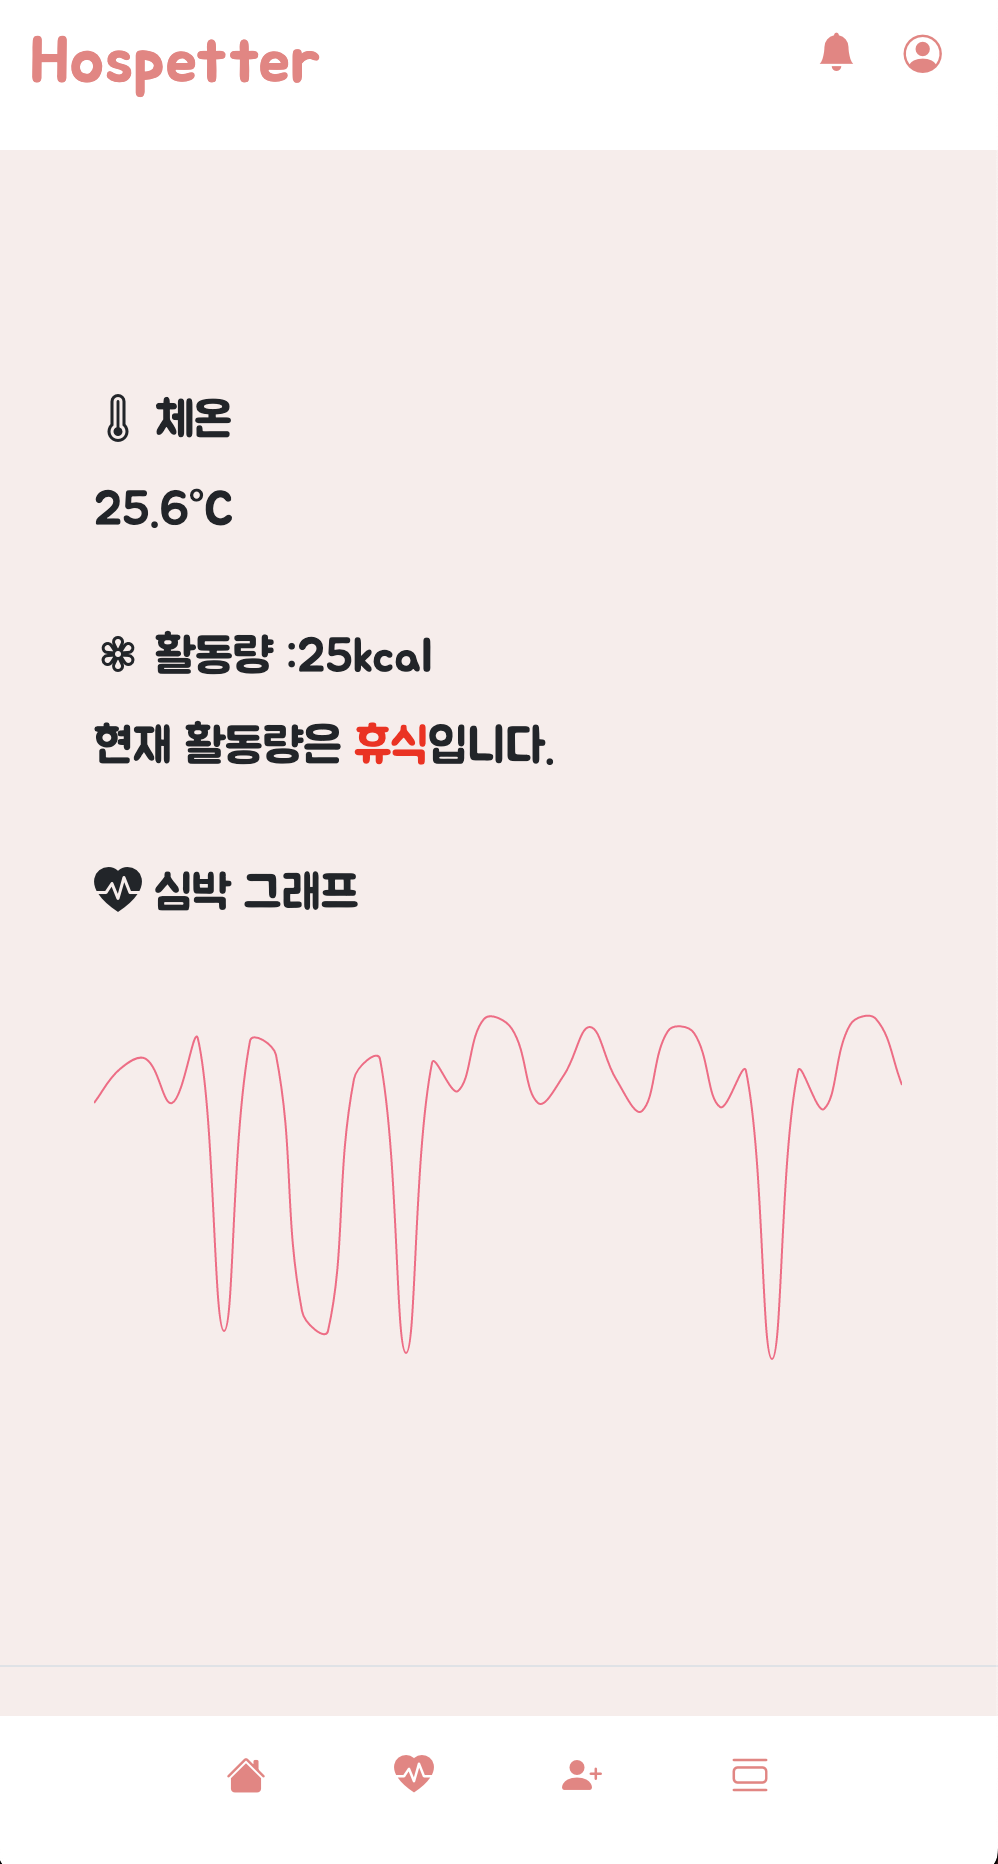 Hospetter
체온
25.6°C
활동량 :25kcal
현재 활동량은 휴식입니다.
심박 그래프